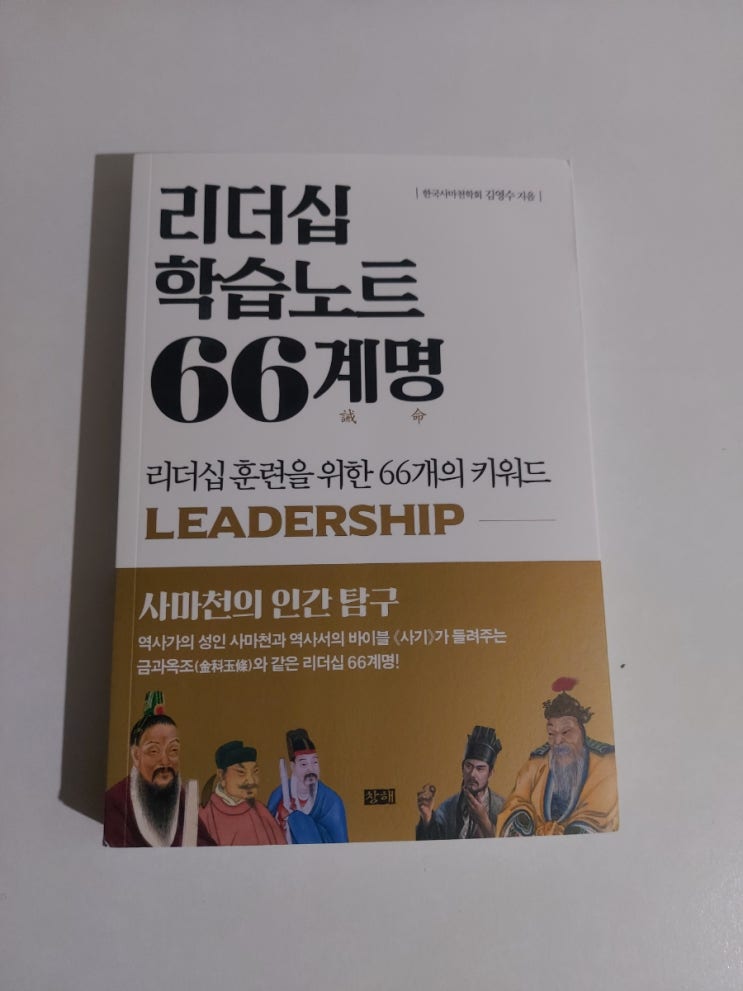 | 한국사마천학회 김영수 지음 |
리더십
학습노트
66계명
誡 命
리더십 훈련을 위한 66개의 키워드
LEADERSHIP
사마천의 인간 탐구
역사가의 성인 사마천과 역사서의 바이블 《사기》가 들려주는
금과옥조(金科玉條)와 같은 리더십 66계명!
창해